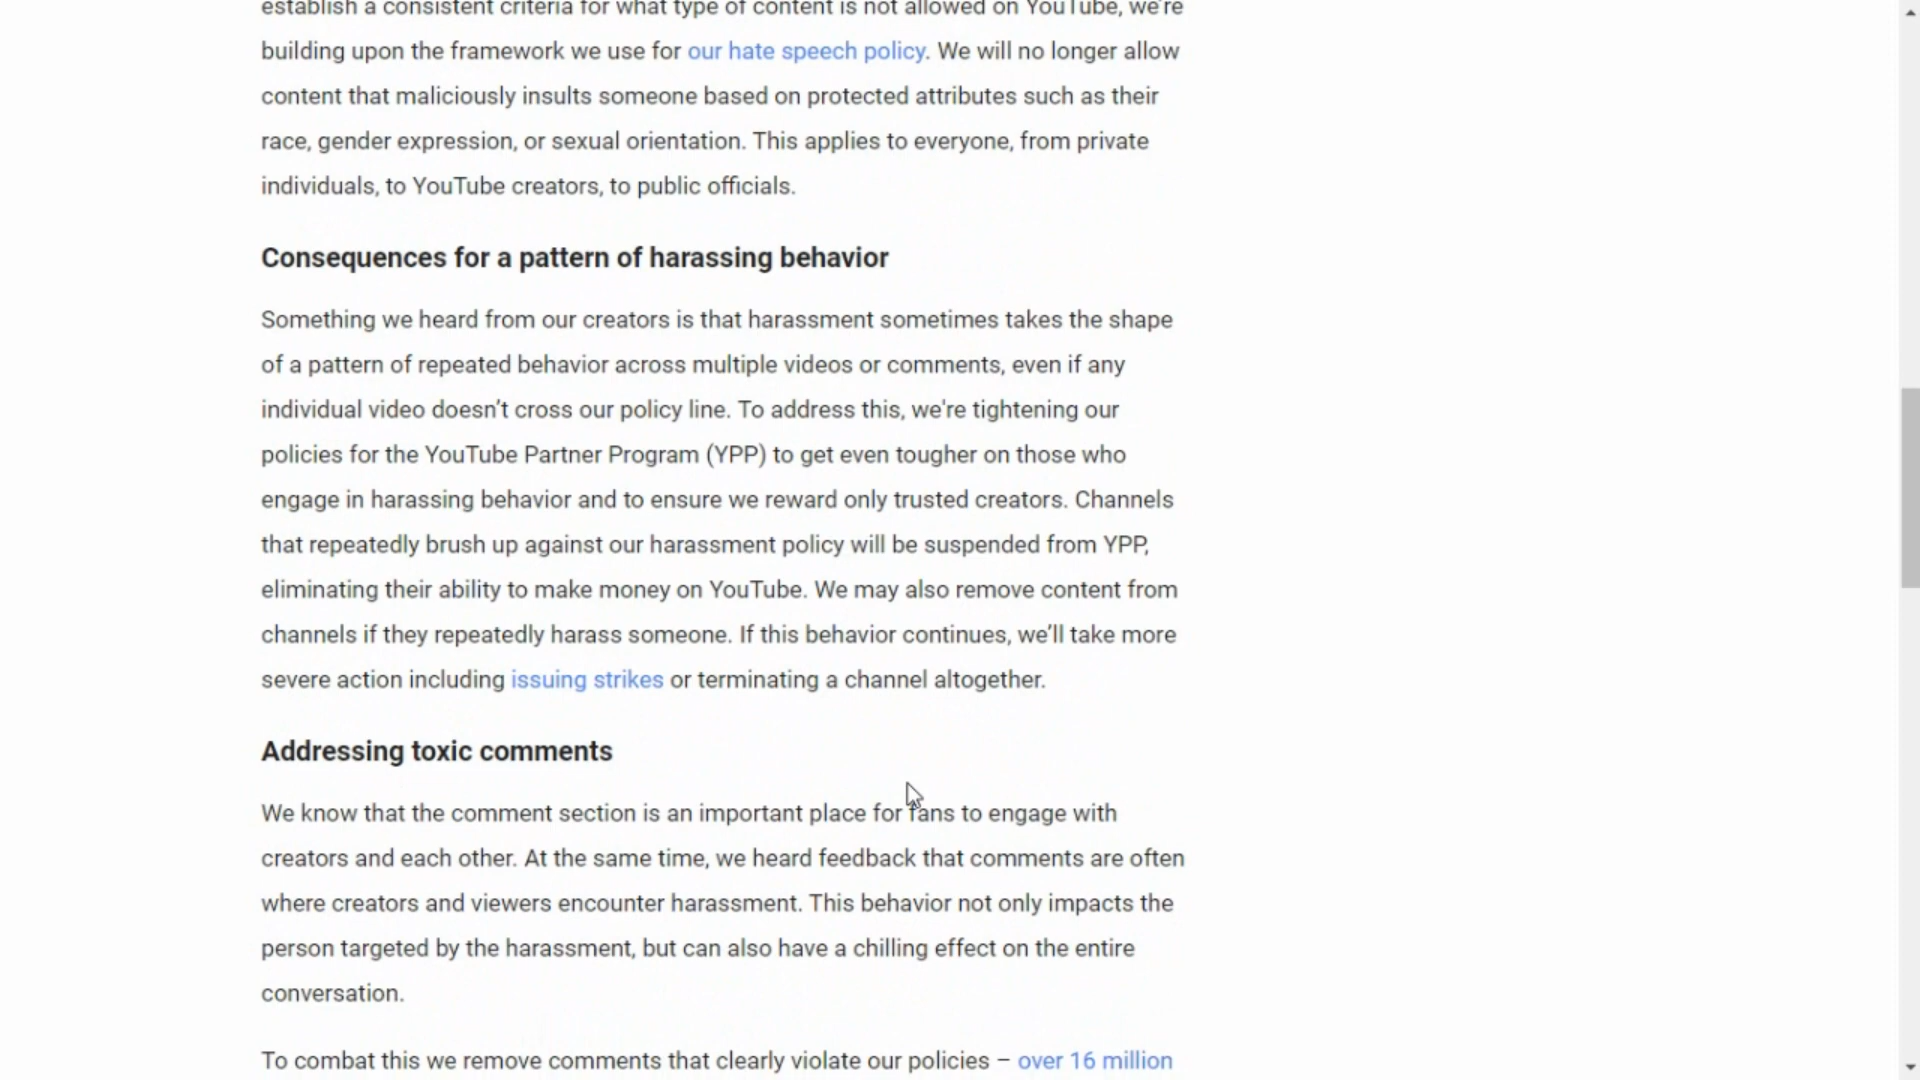 establish a consistent criteria for what type of content is not allowed on YouTube, we’re
building upon the framework we use for our hate speech policy. We will no longer allow
content that maliciously insults someone based on protected attributes such as their
race, gender expression, or sexual orientation. This applies to everyone, from private
individuals, to YouTube creators, to public officials.
Consequences for a pattern of harassing behavior
Something we heard from our creators is that harassment sometimes takes the shape
of a pattern of repeated behavior across multiple videos or comments, even if any
individual video doesn’t cross our policy line. To address this, we're tightening our
policies for the YouTube Partner Program (YPP) to get even tougher on those who
engage in harassing behavior and to ensure we reward only trusted creators. Channels
that repeatedly brush up against our harassment policy will be suspended from YPP,
eliminating their ability to make money on YouTube. We may also remove content from
channels if they repeatedly harass someone. If this behavior continues, we’ll take more
severe action including issuing strikes or terminating a channel altogether.
Addressing toxic comments
We know that the comment section is an important place for fans to engage with
creators and each other. At the same time, we heard feedback that comments are often
where creators and viewers encounter harassment. This behavior not only impacts the
person targeted by the harassment, but can also have a chilling effect on the entire
conversation.
To combat this we remove comments that clearly violate our policies – over 16 million